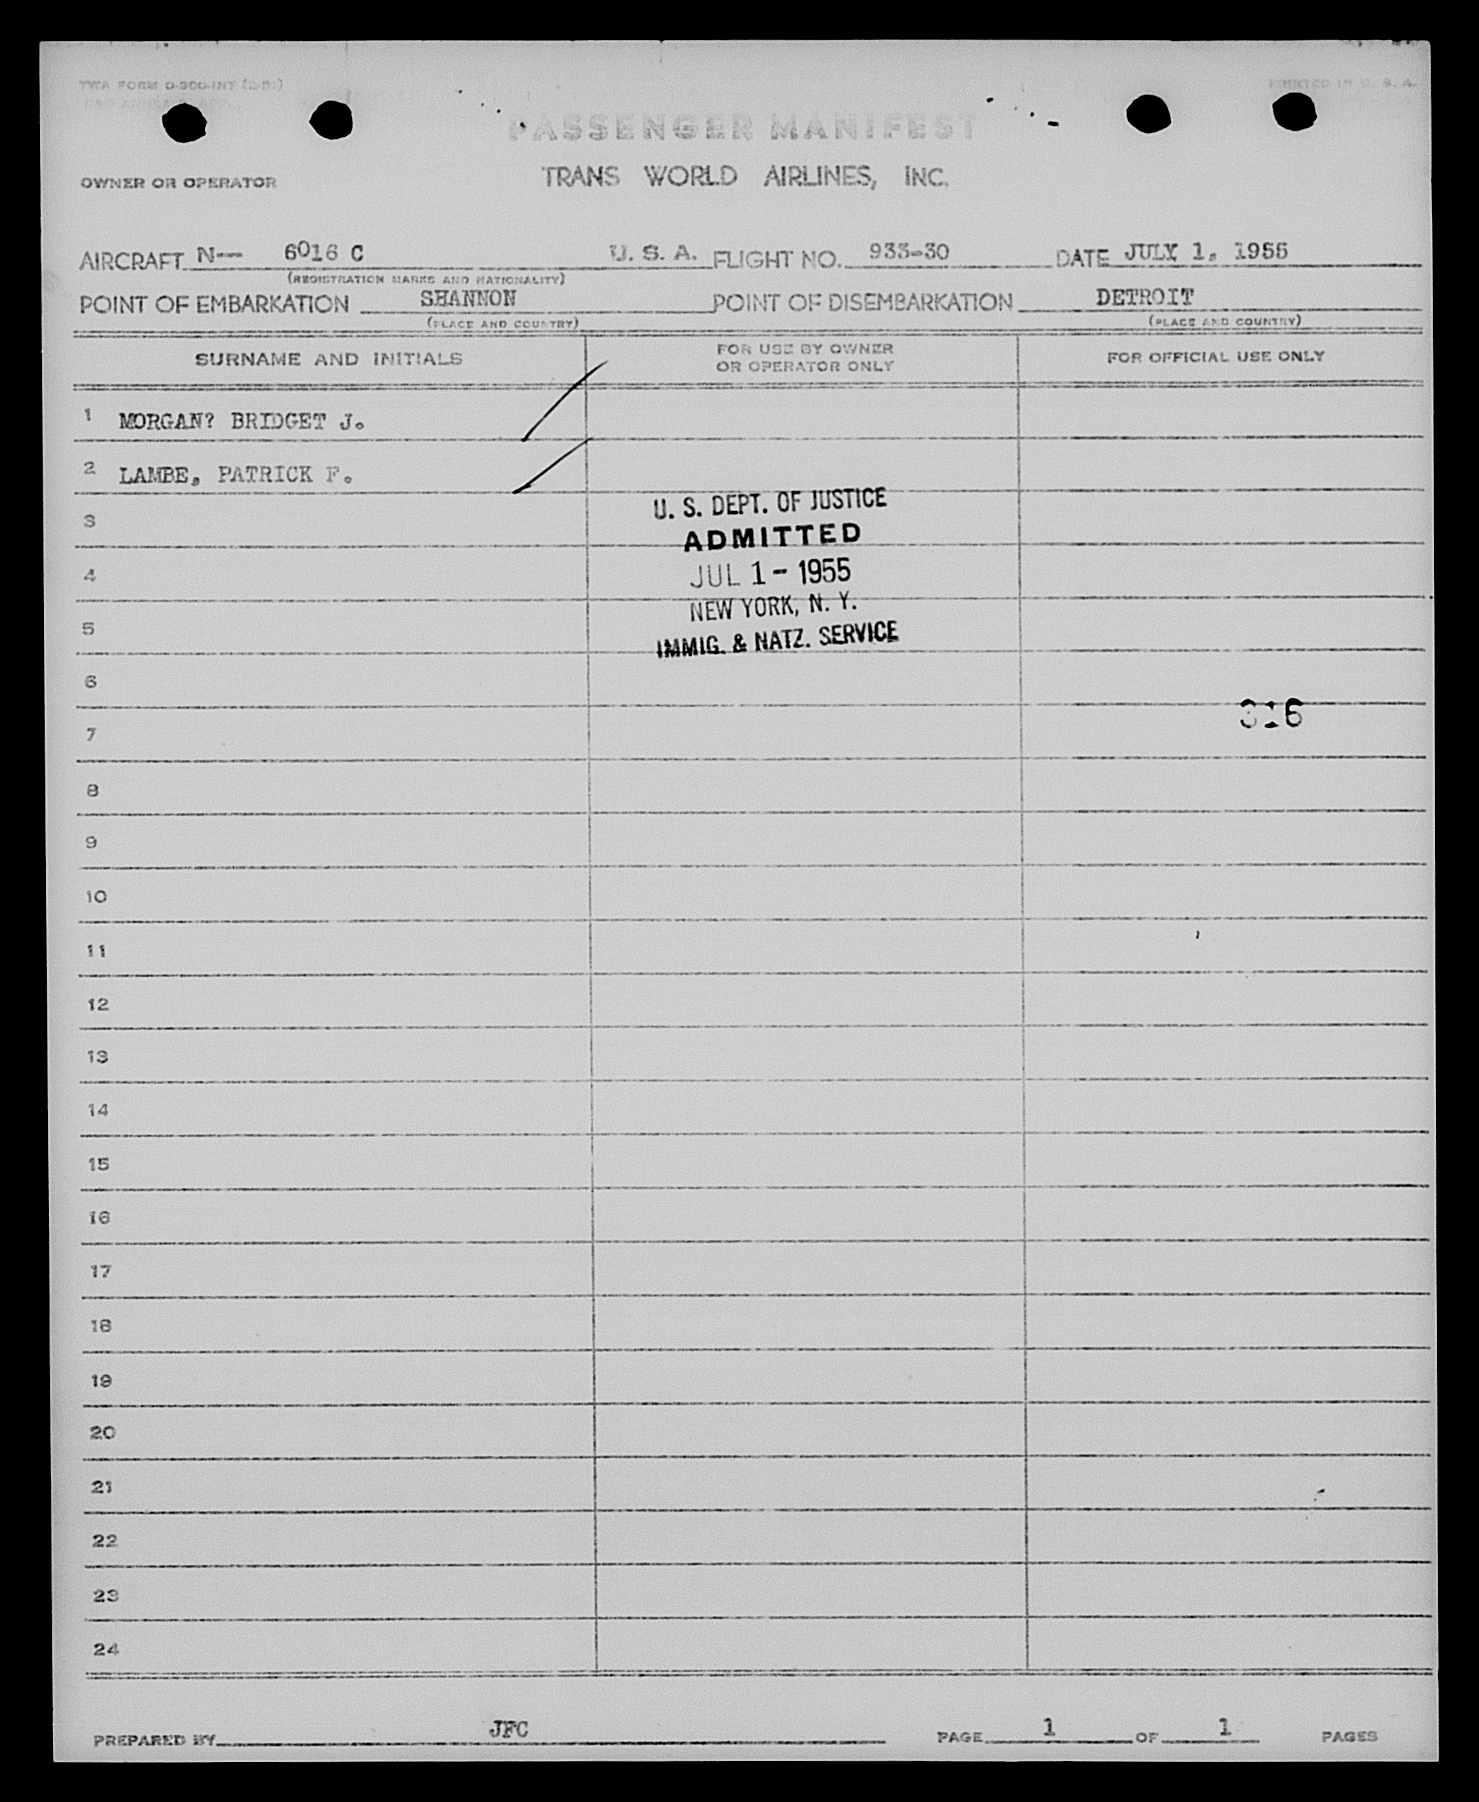 TWA FORM
PRINTED IN U. S. A.
PASSENGER MANIFEST
OWNER OR OPERATOR TRANS WORLD AIRLINES, INC.
AIRCRAFT N-- 6016 C U. S. A. FLIGHT NO. 933-30 DATE JULY 1, 1955
(REGISTRATION MARKS AND NATIONALITY)
POINT OF EMBARKATION SHANNON POINT OF DISEMBARKATION DETROIT
(PLACE AND COUNTRY) (PLACE AND COUNTRY)
SURNAME AND INITIALS FOR USE BY OWNER OR OPERATOR ONLY FOR OFFICIAL USE ONLY
1 MORGAN? BRIDGET J.
2 LAMBE, PATRICK F.
U. S. DEPT. OF JUSTICE
3
ADMITTED
4 JUL 1 - 1955
NEW YORK, N. Y.
5 IMMIG. & NATZ. SERVICE
6
316
7
8
9
10
11
12
13
14
15
16
17
18
19
20
21
22
23
24
PREPARED BY JFC PAGE 1 OF 1 PAGES